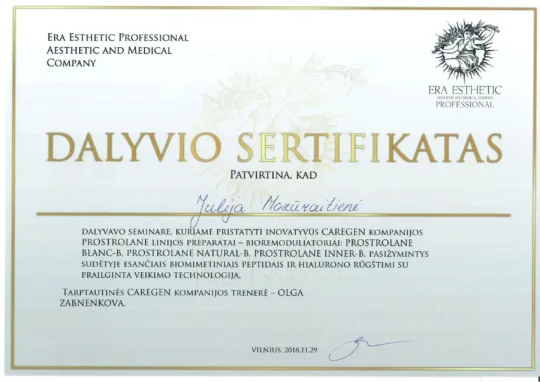 ERA ESTHETIC PROFESSIONAL
AESTHETIC AND MEDICAL
COMPANY
ERA ESTHETIC
PROFESSIONAL
DALYVIO SERTIFIKATAS
PATVIRTINA, KAD
Julija Mozūraitienė
DALYVAVO SEMINARE, KURIAME PRISTATYTI INOVATYVŪS CAREGEN KOMPANIJOS
PROSTROLANE LINIJOS PREPARATAI – BIOREMODULIATORIAI: PROSTROLANE
BLANC-B, PROSTROLANE NATURAL-B, PROSTROLANE INNER-B, PASIŽYMINTYS
SUDĖTYJE ESANČIAIS BIOMIMETINIAIS PEPTIDAIS IR HIALURONO RŪGŠTIMI SU
PRAILGINTA VEIKIMO TECHNOLOGIJA.
TARPTAUTINĖS CAREGEN KOMPANIJOS TRENERĖ – OLGA
ZABNENKOVA.
VILNIUS, 2018.11.29